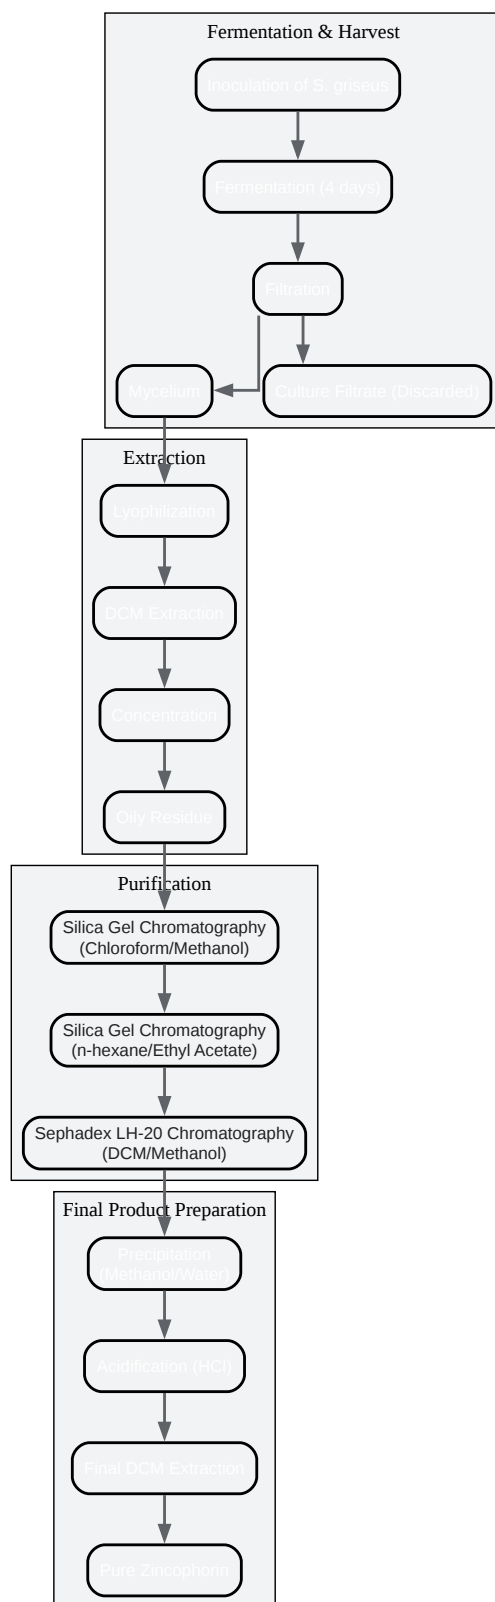 Fermentation & Harvest
Inoculation of S. griseus
Fermentation (4 days)
Filtration
Mycelium
Culture Filtrate (Discarded)
Extraction
Lyophilization
DCM Extraction
Concentration
Oily Residue
Purification
Silica Gel Chromatography
(Chloroform/Methanol)
Silica Gel Chromatography
(n-hexane/Ethyl Acetate)
Sephadex LH-20 Chromatography
(DCM/Methanol)
Final Product Preparation
Precipitation
(Methanol/Water)
Acidification (HCl)
Final DCM Extraction
Pure Zincophorin